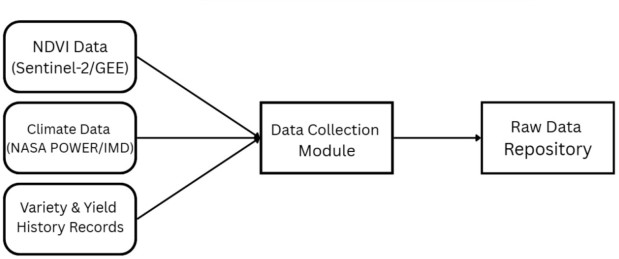 NDVI Data
(Sentinel-2/GEE)
Climate Data
(NASA POWER/IMD)
Variety & Yield
History Records
Data Collection
Module
Raw Data
Repository